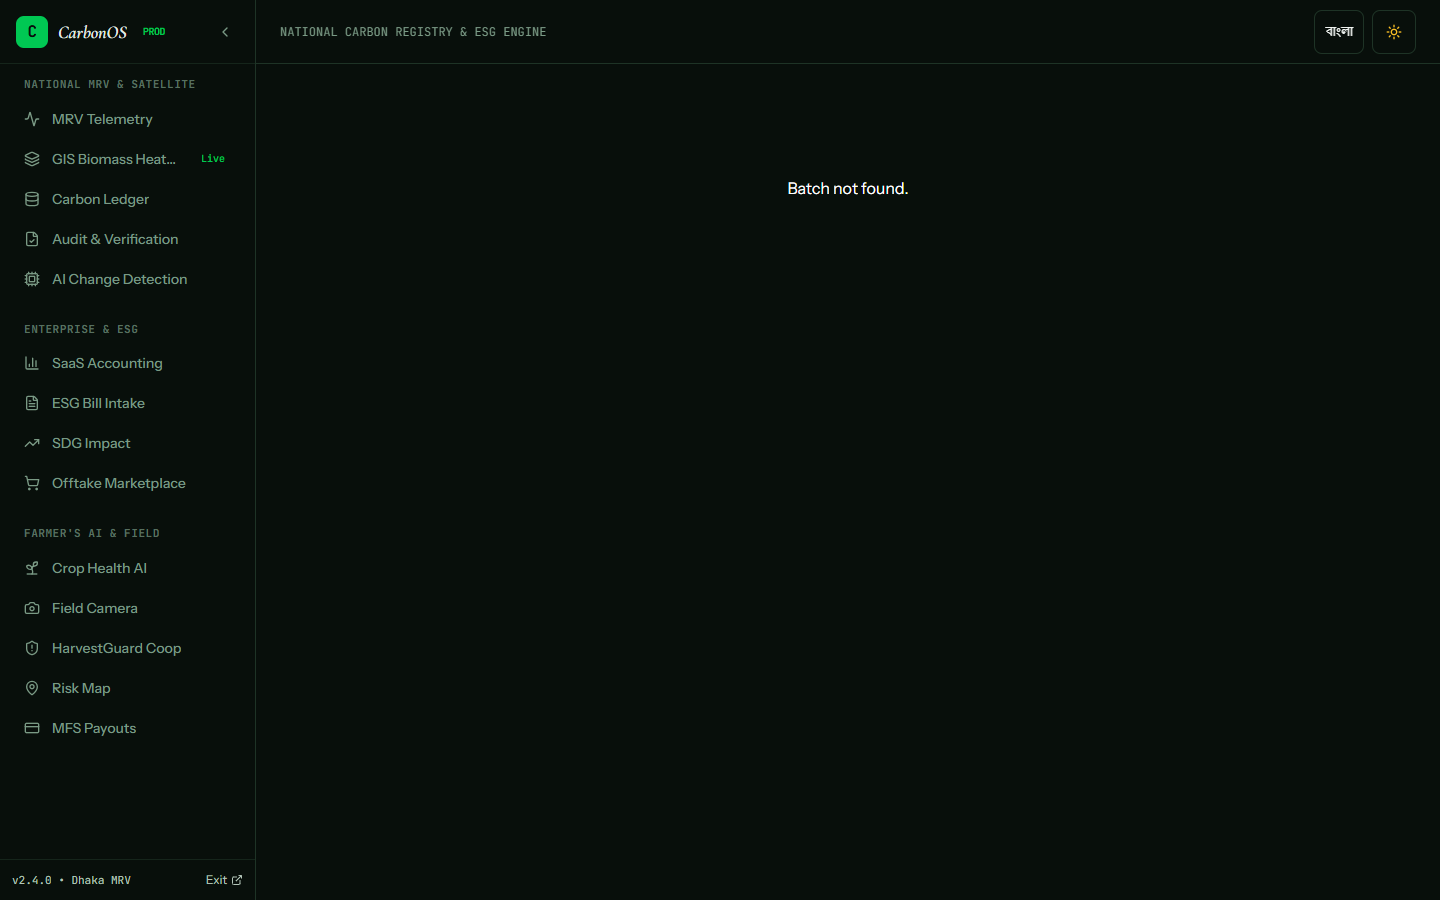 C CarbonOS PROD
NATIONAL CARBON REGISTRY & ESG ENGINE
বাংলা
NATIONAL MRV & SATELLITE
MRV Telemetry
GIS Biomass Heat... Live
Carbon Ledger
Audit & Verification
AI Change Detection
ENTERPRISE & ESG
SaaS Accounting
ESG Bill Intake
SDG Impact
Offtake Marketplace
FARMER'S AI & FIELD
Crop Health AI
Field Camera
HarvestGuard Coop
Risk Map
MFS Payouts
v2.4.0 • Dhaka MRV
Exit
Batch not found.